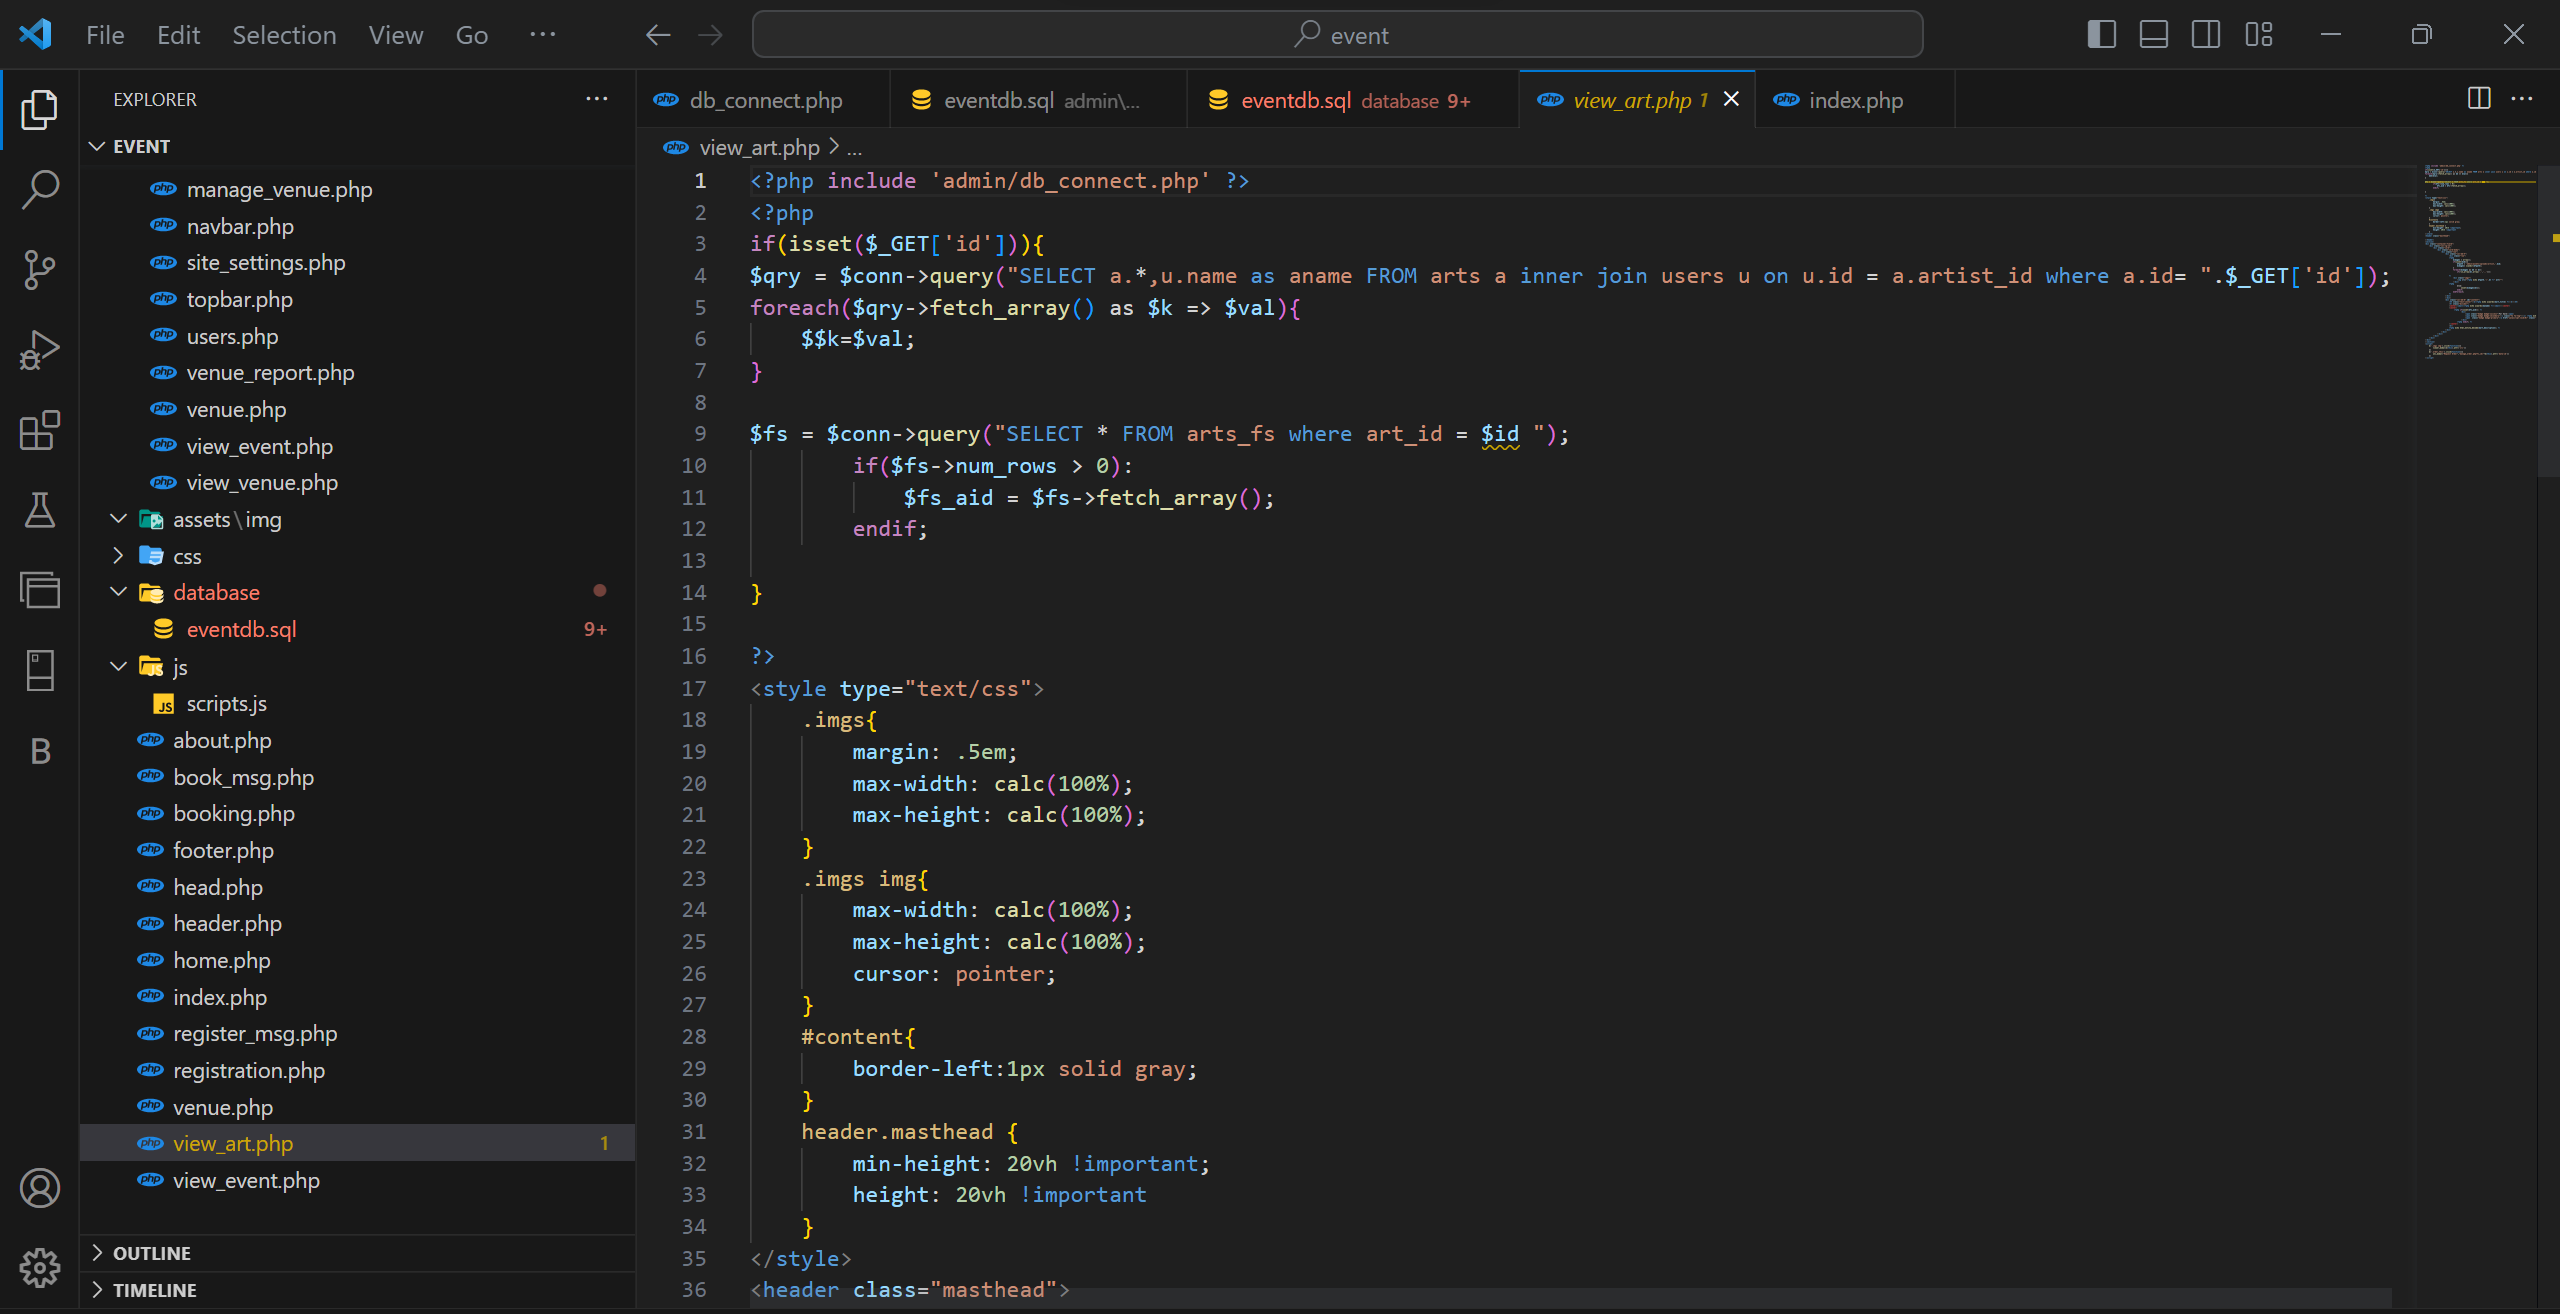 File Edit Selection View Go ···
event
EXPLORER
EVENT
manage_venue.php
navbar.php
site_settings.php
topbar.php
users.php
venue_report.php
venue.php
view_event.php
view_venue.php
assets\img
css
database
eventdb.sql 9+
js
scripts.js
about.php
book_msg.php
booking.php
footer.php
head.php
header.php
home.php
index.php
register_msg.php
registration.php
venue.php
view_art.php 1
view_event.php
OUTLINE
TIMELINE
db_connect.php eventdb.sql admin\... eventdb.sql database 9+ view_art.php 1 index.php
view_art.php > ...
1 <?php include 'admin/db_connect.php' ?>
2 <?php
3 if(isset($_GET['id'])){
4 $qry = $conn->query("SELECT a.*,u.name as aname FROM arts a inner join users u on u.id = a.artist_id where a.id= ".$_GET['id']);
5 foreach($qry->fetch_array() as $k => $val){
6     $$k=$val;
7 }
8
9 $fs = $conn->query("SELECT * FROM arts_fs where art_id = $id ");
10         if($fs->num_rows > 0):
11             $fs_aid = $fs->fetch_array();
12         endif;
13
14 }
15
16 ?>
17 <style type="text/css">
18     .imgs{
19         margin: .5em;
20         max-width: calc(100%);
21         max-height: calc(100%);
22     }
23     .imgs img{
24         max-width: calc(100%);
25         max-height: calc(100%);
26         cursor: pointer;
27     }
28     #content{
29         border-left:1px solid gray;
30     }
31     header.masthead {
32         min-height: 20vh !important;
33         height: 20vh !important
34     }
35 </style>
36 <header class="masthead">